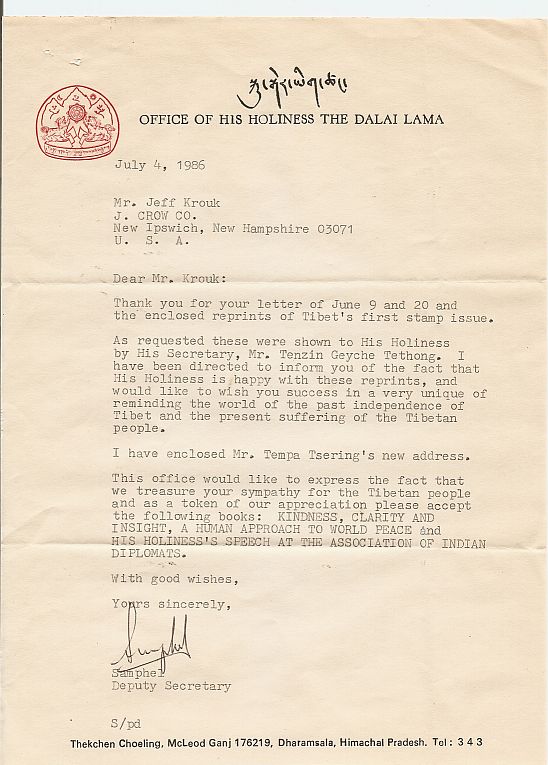 OFFICE OF HIS HOLINESS THE DALAI LAMA
July 4, 1986
Mr. Jeff Krouk
J. CROW CO.
New Ipswich, New Hampshire 03071
U. S. A.
Dear Mr. Krouk:
Thank you for your letter of June 9 and 20 and
the enclosed reprints of Tibet's first stamp issue.
As requested these were shown to His Holiness
by His Secretary, Mr. Tenzin Geyche Tethong. I
have been directed to inform you of the fact that
His Holiness is happy with these reprints, and
would like to wish you success in a very unique of
reminding the world of the past independence of
Tibet and the present suffering of the Tibetan
people.
I have enclosed Mr. Tempa Tsering's new address.
This office would like to express the fact that
we treasure your sympathy for the Tibetan people
and as a token of our appreciation please accept
the following books: KINDNESS, CLARITY AND
INSIGHT, A HUMAN APPROACH TO WORLD PEACE and
HIS HOLINESS'S SPEECH AT THE ASSOCIATION OF INDIAN
DIPLOMATS.
With good wishes,
Yours sincerely,
Samphel
Samphel
Deputy Secretary
S/pd
Thekchen Choeling, McLeod Ganj 176219, Dharamsala, Himachal Pradesh. Tel: 3 4 3